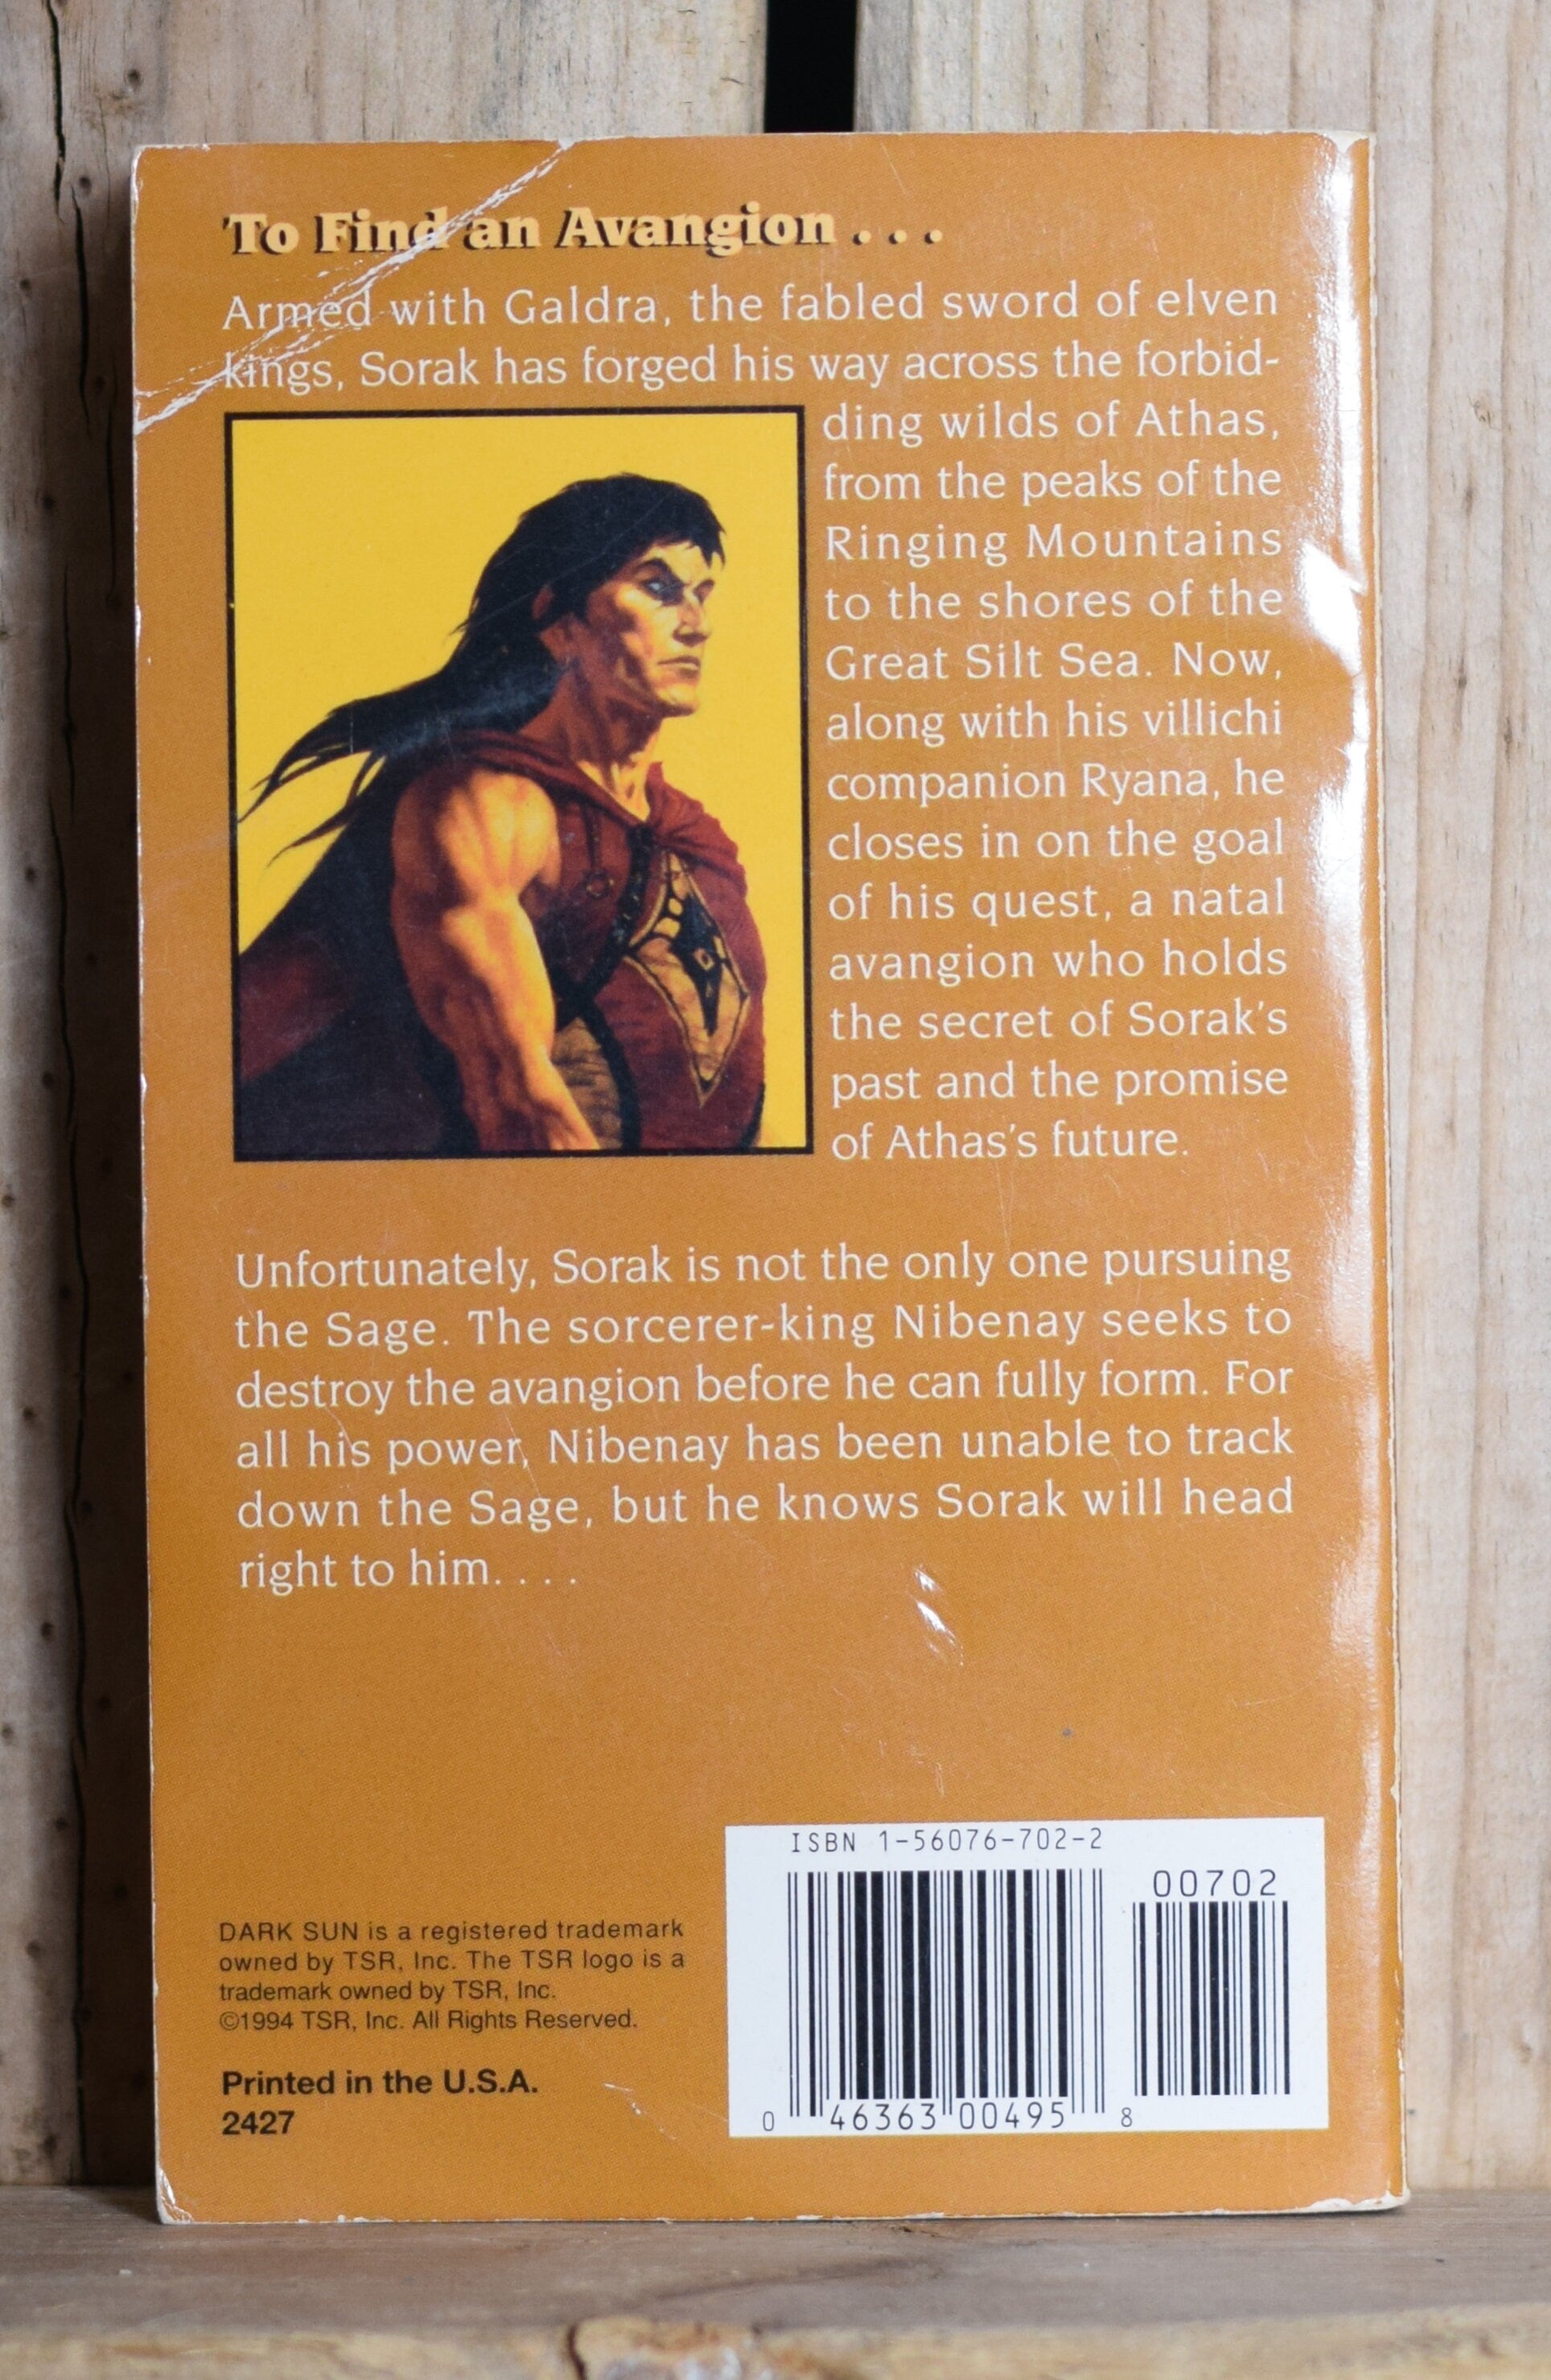 To Find an Avangion . . .
Armed with Galdra, the fabled sword of elven
kings, Sorak has forged his way across the forbid-
ding wilds of Athas,
from the peaks of the
Ringing Mountains
to the shores of the
Great Silt Sea. Now,
along with his villichi
companion Ryana, he
closes in on the goal
of his quest, a natal
avangion who holds
the secret of Sorak's
past and the promise
of Athas's future.
Unfortunately, Sorak is not the only one pursuing
the Sage. The sorcerer-king Nibenay seeks to
destroy the avangion before he can fully form. For
all his power, Nibenay has been unable to track
down the Sage, but he knows Sorak will head
right to him. . . .
DARK SUN is a registered trademark
owned by TSR, Inc. The TSR logo is a
trademark owned by TSR, Inc.
©1994 TSR, Inc. All Rights Reserved.
Printed in the U.S.A.
2427
ISBN 1-56076-702-2
00702
0 46363 00495 8